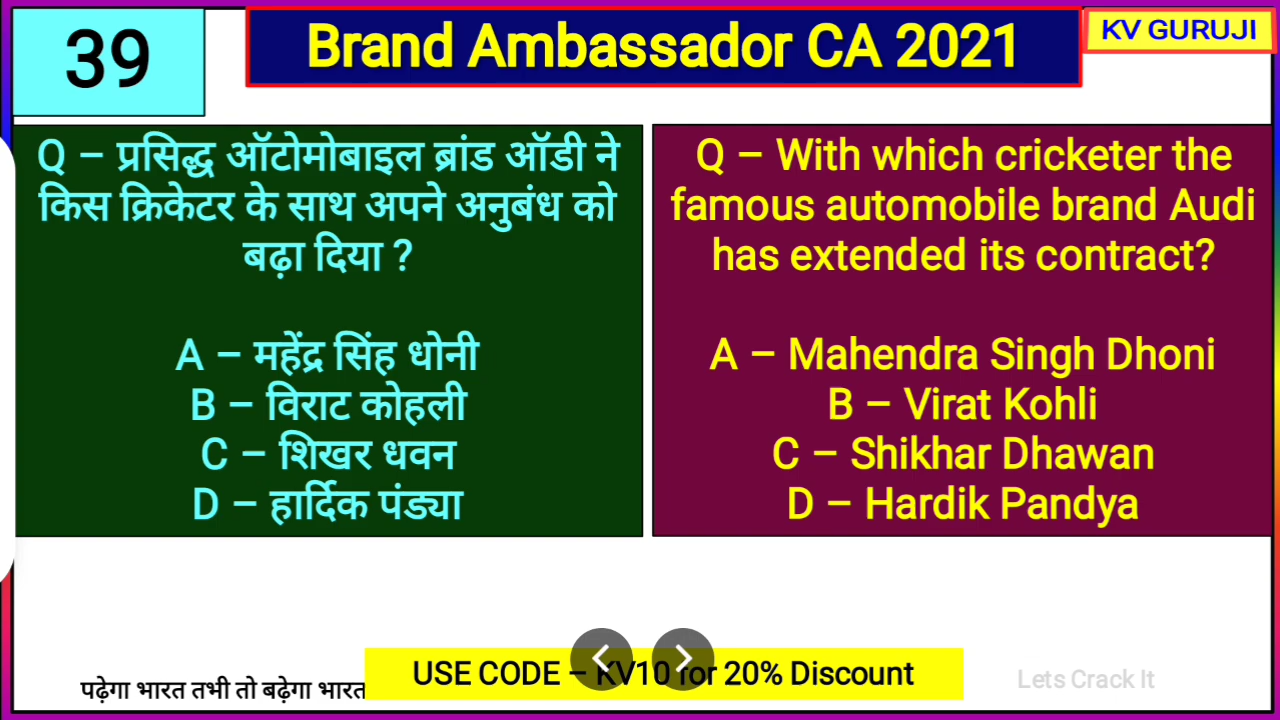 39
Brand Ambassador CA 2021
KV GURUJI
Q – प्रसिद्ध ऑटोमोबाइल ब्रांड ऑडी ने
किस क्रिकेटर के साथ अपने अनुबंध को
बढ़ा दिया ?
A – महेंद्र सिंह धोनी
B – विराट कोहली
C – शिखर धवन
D – हार्दिक पंड्या
Q – With which cricketer the
famous automobile brand Audi
has extended its contract?
A – Mahendra Singh Dhoni
B – Virat Kohli
C – Shikhar Dhawan
D – Hardik Pandya
पढ़ेगा भारत तभी तो बढ़ेगा भारत
USE CODE – KV10 for 20% Discount
Lets Crack It